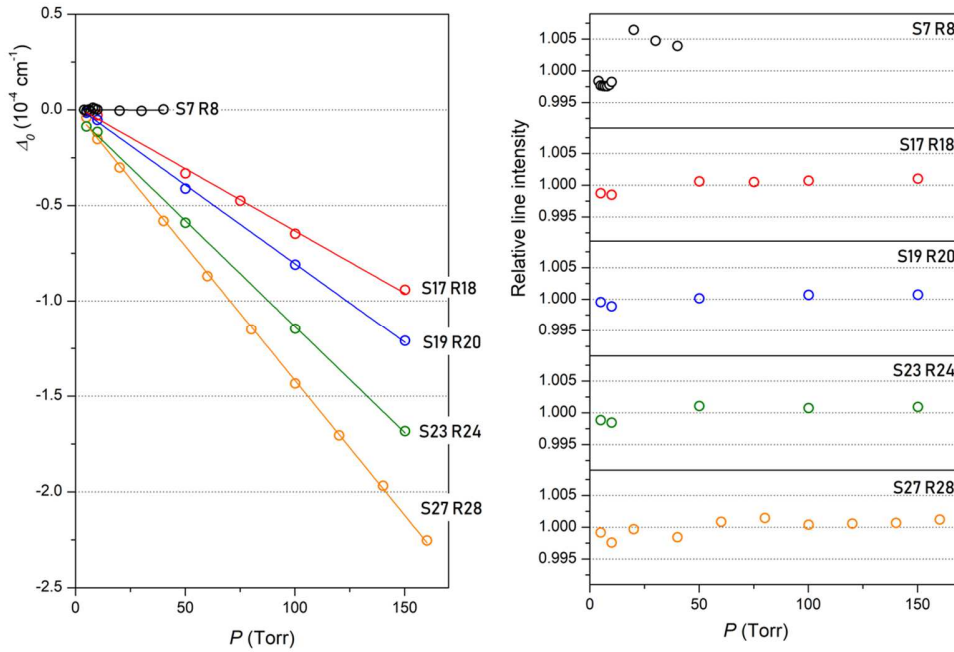 0.5
0.0
-0.5
-1.0
-1.5
-2.0
-2.5
Δ₀ (10⁻⁴ cm⁻¹)
S7 R8
S17 R18
S19 R20
S23 R24
S27 R28
0
50
100
150
P (Torr)
Relative line intensity
S7 R8
1.005
1.000
0.995
S17 R18
1.005
1.000
0.995
S19 R20
1.005
1.000
0.995
S23 R24
1.005
1.000
0.995
S27 R28
1.005
1.000
0.995
0
50
100
150
P (Torr)